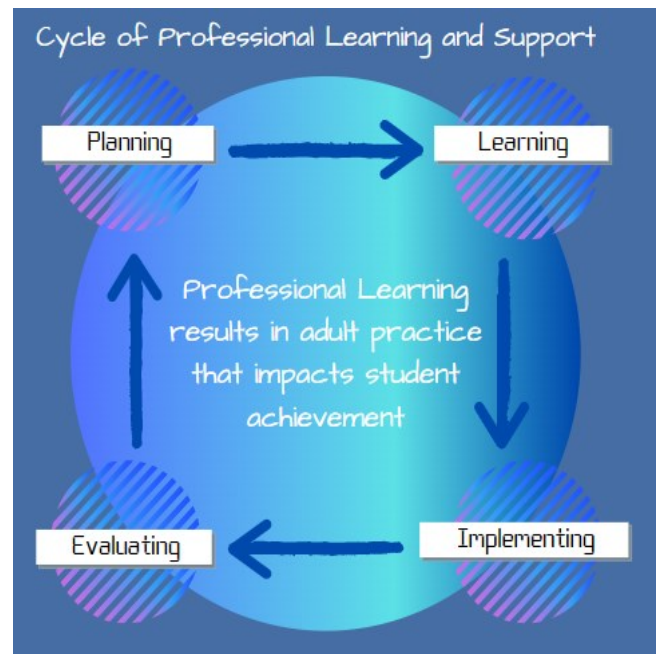 Cycle of Professional Learning and Support
Planning
Learning
Professional Learning
results in adult practice
that impacts student
achievement
Evaluating
Implementing